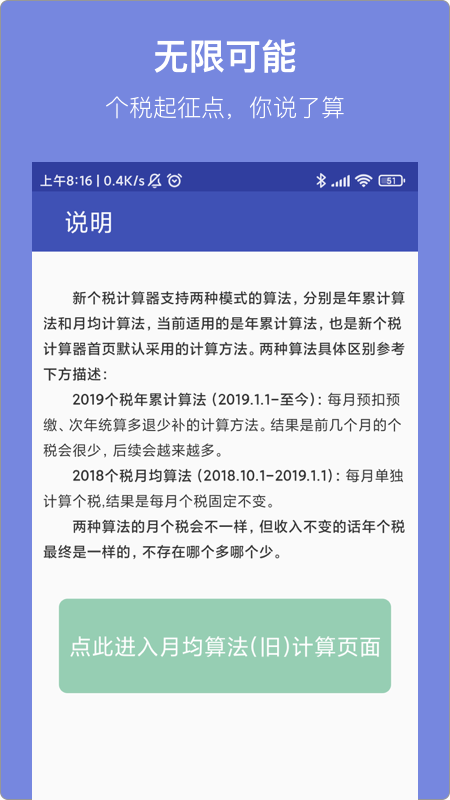 无限可能
个税起征点，你说了算
上午8:16 | 0.4K/s
51
说明
新个税计算器支持两种模式的算法，分别是年累计算
法和月均计算法，当前适用的是年累计算法，也是新个税
计算器首页默认采用的计算方法。两种算法具体区别参考
下方描述：
2019个税年累计算法（2019.1.1-至今）：每月预扣预
缴、次年统算多退少补的计算方法。结果是前几个月的个
税会很少，后续会越来越多。
2018个税月均算法（2018.10.1-2019.1.1）：每月单独
计算个税,结果是每月个税固定不变。
两种算法的月个税会不一样，但收入不变的话年个税
最终是一样的，不存在哪个多哪个少。
点此进入月均算法(旧)计算页面